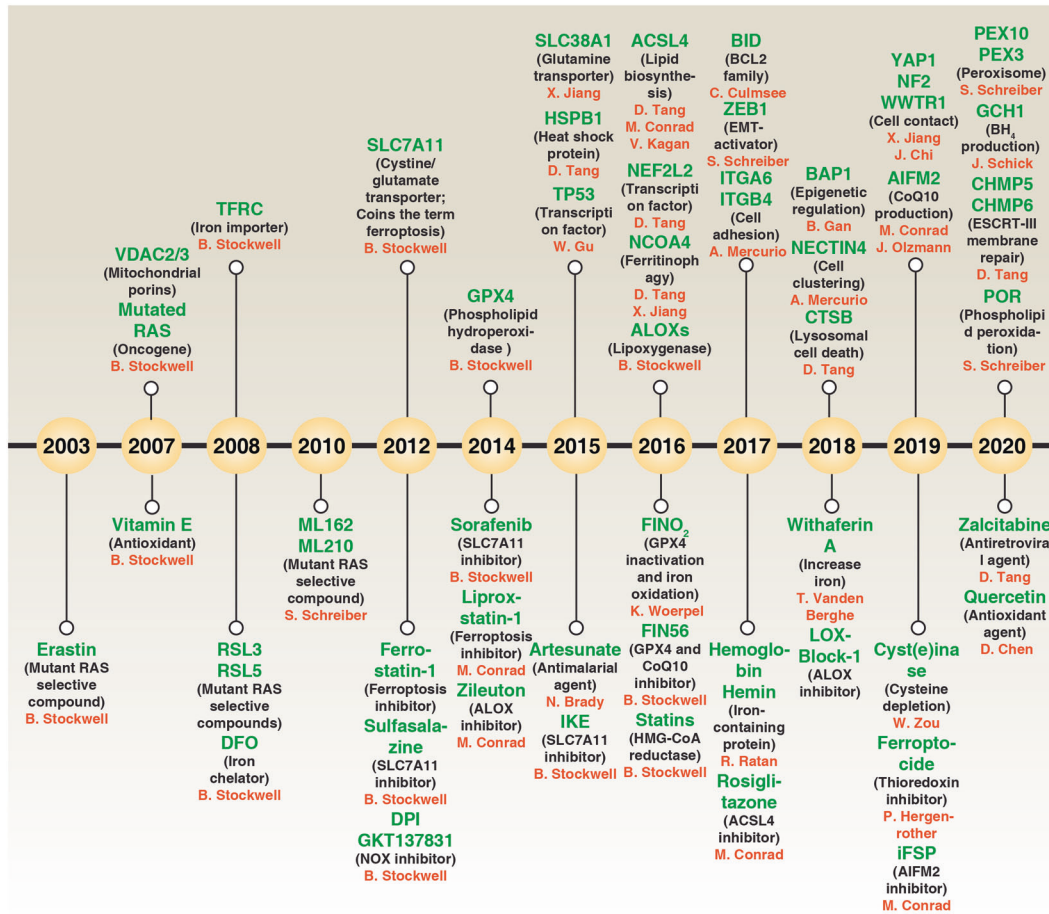 VDAC2/3
(Mitochondrial
porins)
Mutated
RAS
(Oncogene)
B. Stockwell
TFRC
(Iron importer)
B. Stockwell
SLC7A11
(Cystine/
glutamate
transporter;
Coins the term
ferroptosis)
B. Stockwell
GPX4
(Phospholipid
hydroperoxi-
dase )
B. Stockwell
SLC38A1
(Glutamine
transporter)
X. Jiang
HSPB1
(Heat shock
protein)
D. Tang
TP53
(Transcripti
on factor)
W. Gu
ACSL4
(Lipid
biosynthe-
sis)
D. Tang
M. Conrad
V. Kagan
NEF2L2
(Transcripti
on factor)
D. Tang
NCOA4
(Ferritinoph
agy)
D. Tang
X. Jiang
ALOXs
(Lipoxygenase)
B. Stockwell
BID
(BCL2
family)
C. Culmsee
ZEB1
(EMT-
activator)
S. Schreiber
ITGA6
ITGB4
(Cell
adhesion)
A. Mercurio
BAP1
(Epigenetic
regulation)
B. Gan
NECTIN4
(Cell
clustering)
A. Mercurio
CTSB
(Lysosomal
cell death)
D. Tang
YAP1
NF2
WWTR1
(Cell contact)
X. Jiang
J. Chi
AIFM2
(CoQ10
production)
M. Conrad
J. Olzmann
PEX10
PEX3
(Peroxisome)
S. Schreiber
GCH1
(BH4
production)
J. Schick
CHMP5
CHMP6
(ESCRT-III
membrane
repair)
D. Tang
POR
(Phospholipi
d peroxida-
tion)
S. Schreiber
2003 2007 2008 2010 2012 2014 2015 2016 2017 2018 2019 2020
Erastin
(Mutant RAS
selective
compound)
B. Stockwell
Vitamin E
(Antioxidant)
B. Stockwell
RSL3
RSL5
(Mutant RAS
selective
compounds)
DFO
(Iron
chelator)
B. Stockwell
ML162
ML210
(Mutant RAS
selective
compound)
S. Schreiber
Ferro-
statin-1
(Ferroptosis
inhibitor)
Sulfasala-
zine
(SLC7A11
inhibitor)
B. Stockwell
DPI
GKT137831
(NOX inhibitor)
B. Stockwell
Sorafenib
(SLC7A11
inhibitor)
B. Stockwell
Liprox-
statin-1
(Ferroptosis
inhibitor)
M. Conrad
Zileuton
(ALOX
inhibitor)
M. Conrad
Artesunate
(Antimalarial
agent)
N. Brady
IKE
(SLC7A11
inhibitor)
B. Stockwell
FINO2
(GPX4
inactivation
and iron
oxidation)
K. Woerpel
FIN56
(GPX4 and
CoQ10
inhibitor)
B. Stockwell
Statins
(HMG-CoA
reductase)
B. Stockwell
Hemoglo-
bin
Hemin
(Iron-
containing
protein)
R. Ratan
Rosigli-
tazone
(ACSL4
inhibitor)
M. Conrad
Withaferin
A
(Increase
iron)
T. Vanden
Berghe
LOX-
Block-1
(ALOX
inhibitor)
Cyst(e)ina
se
(Cysteine
depletion)
W. Zou
Ferropto-
cide
(Thioredoxin
inhibitor)
P. Hergen-
rother
iFSP
(AIFM2
inhibitor)
M. Conrad
Zalcitabine
(Antiretrovira
l agent)
D. Tang
Quercetin
(Antioxidant
agent)
D. Chen